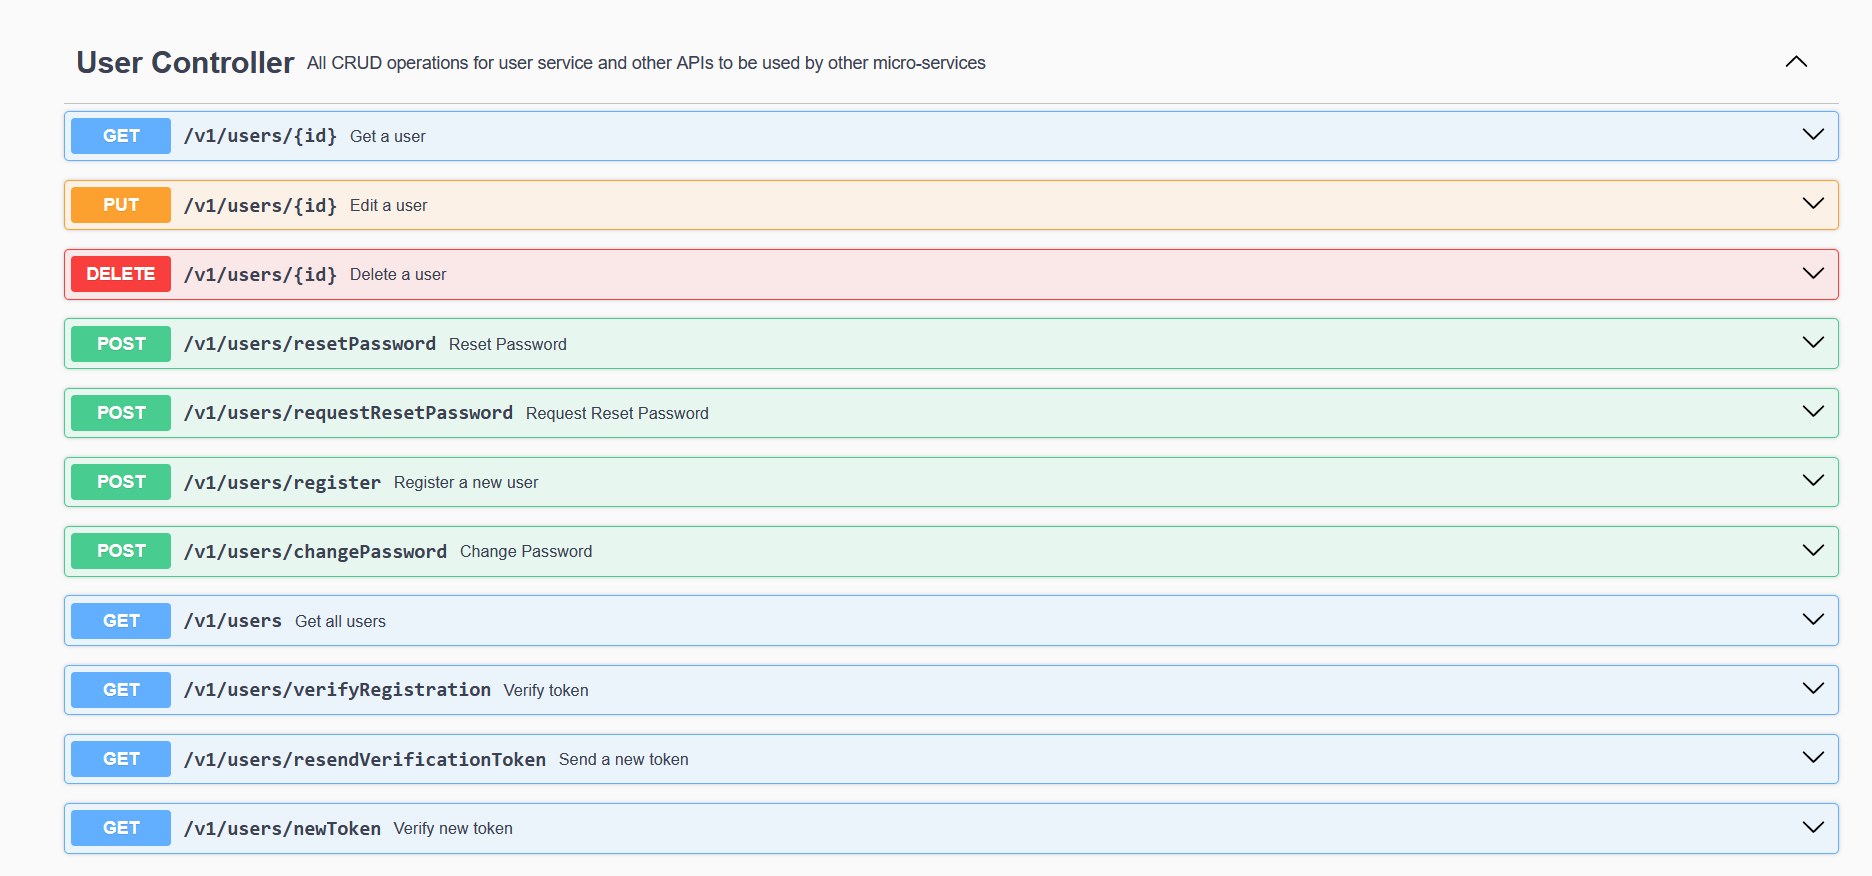 User Controller All CRUD operations for user service and other APIs to be used by other micro-services
GET /v1/users/{id} Get a user
PUT /v1/users/{id} Edit a user
DELETE /v1/users/{id} Delete a user
POST /v1/users/resetPassword Reset Password
POST /v1/users/requestResetPassword Request Reset Password
POST /v1/users/register Register a new user
POST /v1/users/changePassword Change Password
GET /v1/users Get all users
GET /v1/users/verifyRegistration Verify token
GET /v1/users/resendVerificationToken Send a new token
GET /v1/users/newToken Verify new token